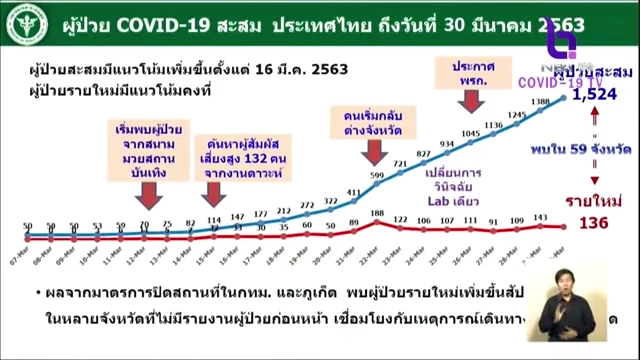 ผู้ป่วย COVID-19 สะสม ประเทศไทย ถึงวันที่ 30 มีนาคม 2563
COVID-19 TV
ผู้ป่วยสะสมมีแนวโน้มเพิ่มขึ้นตั้งแต่ 16 มี.ค. 2563
ผู้ป่วยรายใหม่มีแนวโน้มคงที่
ประกาศ
พรก.
ผู้ป่วยสะสม
1,524
เริ่มพบผู้ป่วย
จากสนาม
มวยสถาน
บันเทิง
ค้นหาผู้สัมผัส
เสี่ยงสูง 132 คน
จากงานดาวะห์
คนเริ่มกลับ
ต่างจังหวัด
เปลี่ยนการ
วินิจฉัย
Lab เดียว
พบใน 59 จังหวัด
รายใหม่
136
50 50 50 53 59 70 75 82 114 147 177 212 272 322 411 599 721 827 934 1045 1136 1245 1388
33 30 35 60 50 89 188 122 106 107 111 91 109 143
07-Mar 08-Mar 09-Mar 10-Mar 11-Mar 12-Mar 13-Mar 14-Mar 15-Mar 16-Mar 17-Mar 18-Mar 19-Mar 20-Mar 21-Mar 22-Mar 23-Mar 24-Mar 25-Mar 26-Mar 27-Mar 28-Mar
• ผลจากมาตรการปิดสถานที่ในกทม. และภูเก็ต พบผู้ป่วยรายใหม่เพิ่มขึ้น
ในหลายจังหวัดที่ไม่มีรายงานผู้ป่วยก่อนหน้า เชื่อมโยงกับเหตุการณ์เดินทาง